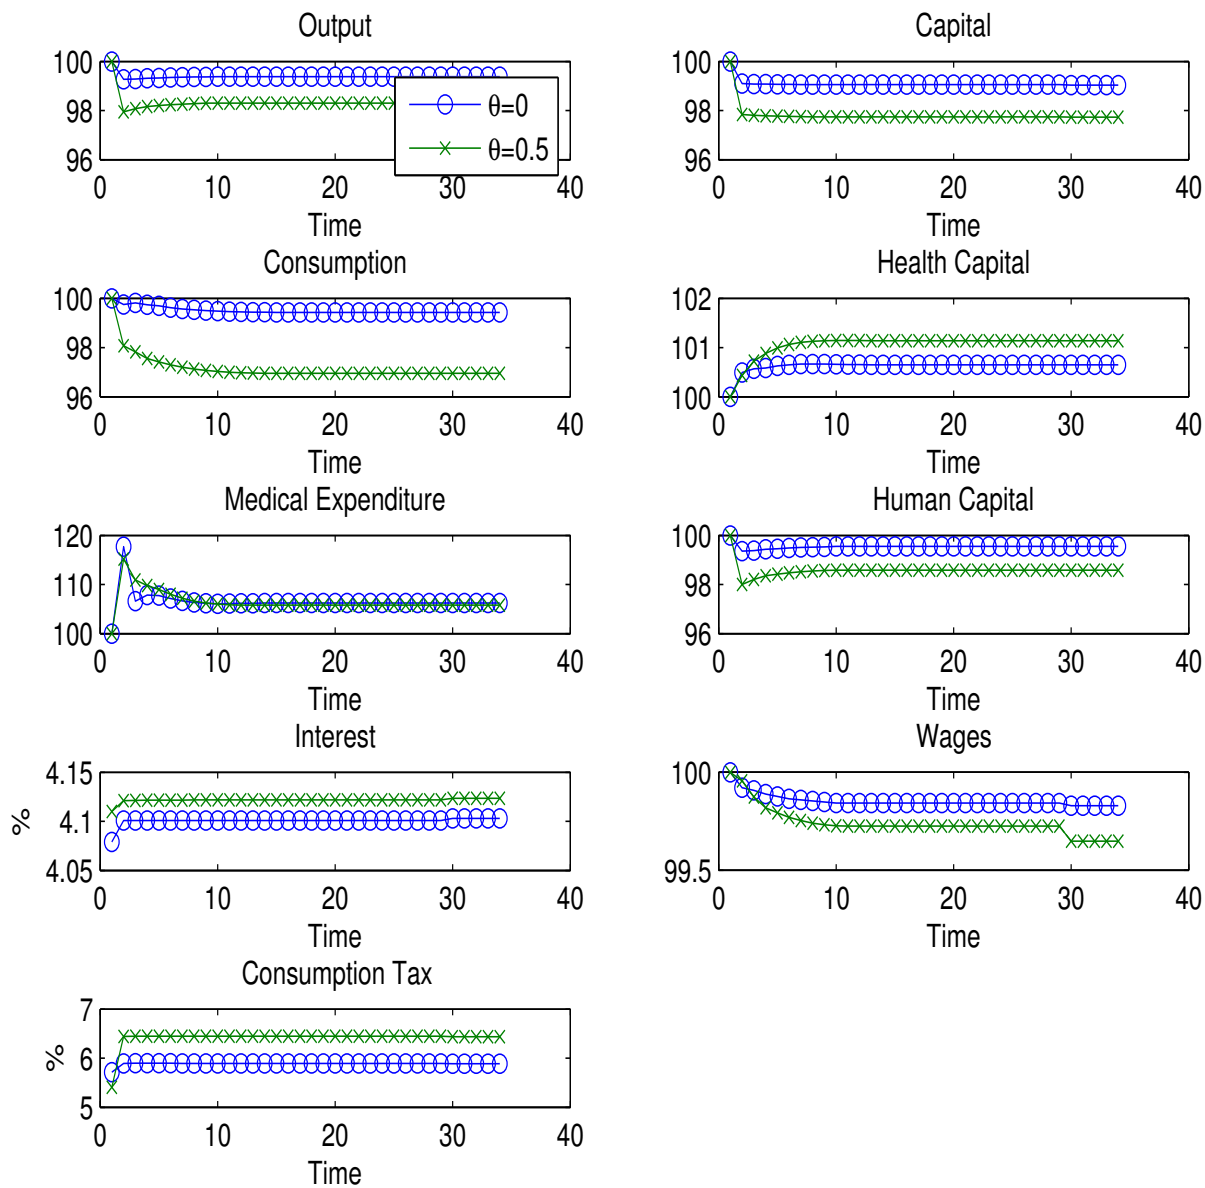 Output
100
98
96
0 10 20 30 40
Time
θ=0
θ=0.5
Capital
100
98
96
0 10 20 30 40
Time
Consumption
100
98
96
0 10 20 30 40
Time
Health Capital
102
101
100
0 10 20 30 40
Time
Medical Expenditure
120
110
100
0 10 20 30 40
Time
Human Capital
100
98
96
0 10 20 30 40
Time
Interest
%
4.15
4.1
4.05
0 10 20 30 40
Time
Wages
100
99.5
0 10 20 30 40
Time
Consumption Tax
%
7
6
5
0 10 20 30 40
Time